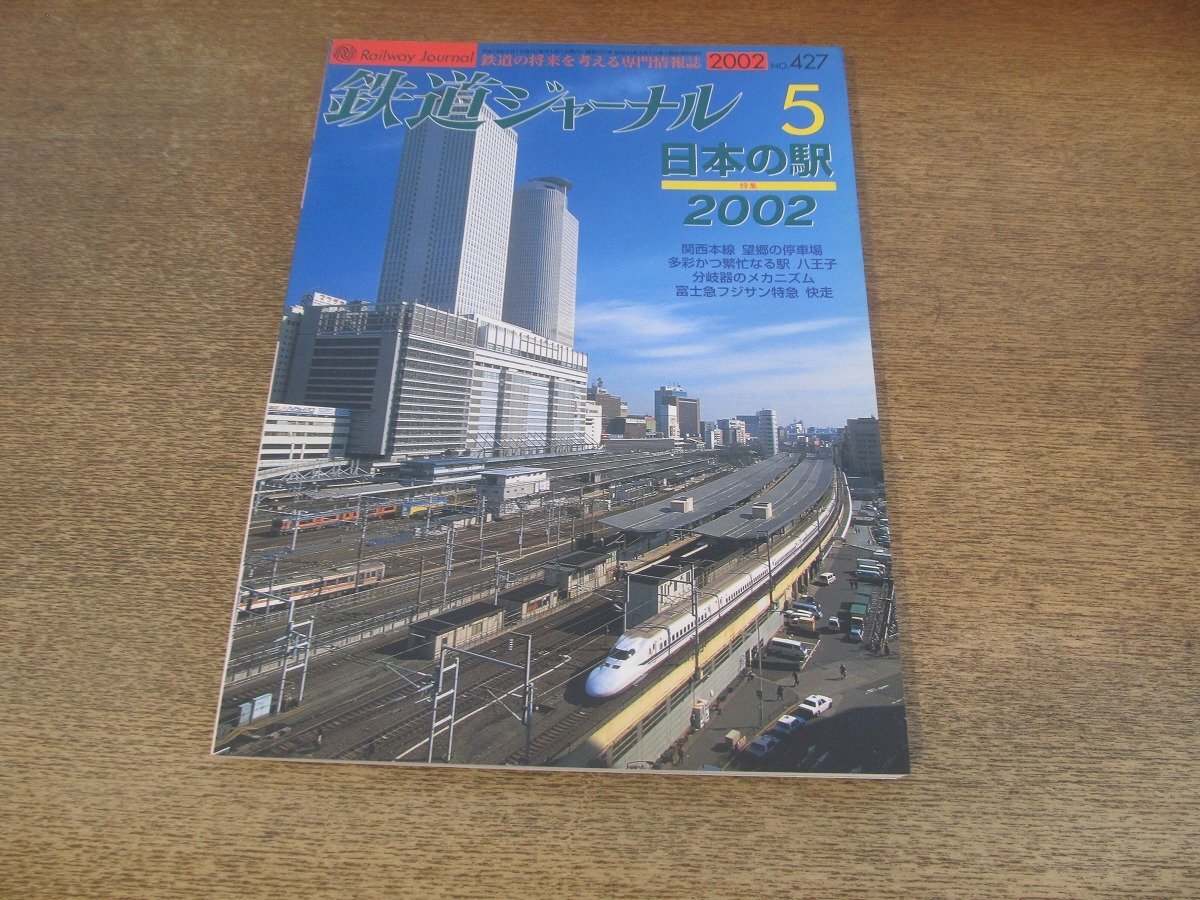 Railway Journal
鉄道の将来を考える専門情報誌
2002 NO.427
鉄道ジャーナル 5
日本の駅
特集
2002
関西本線 望郷の停車場
多彩かつ繁忙なる駅 八王子
分岐器のメカニズム
富士急フジサン特急 快走